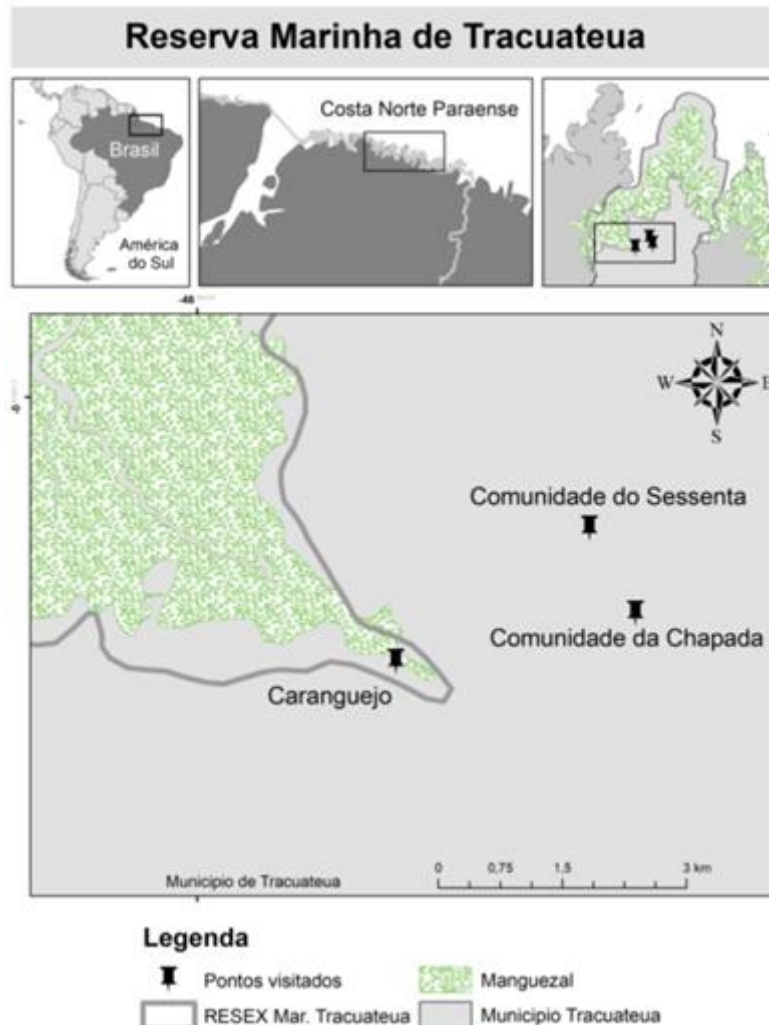 Reserva Marinha de Tracuateua
Brasil
América
do Sul
Costa Norte Paraense
-48
N
W
E
S
Comunidade do Sessenta
Comunidade da Chapada
Caranguejo
Municipio de Tracuateua
0 0,75 1,5 3 km
Legenda
Pontos visitados
Manguezal
RESEX Mar. Tracuateua
Municipio Tracuateua